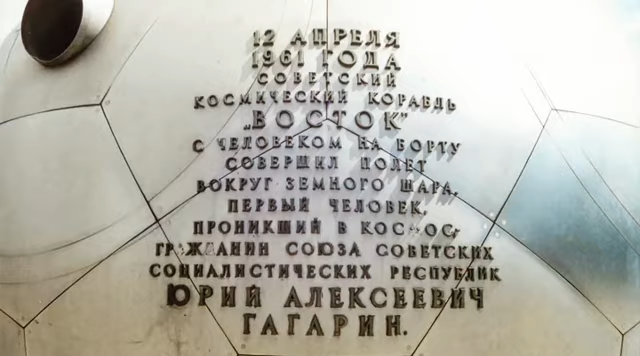 12 АПРЕЛЯ
1961 ГОДА
СОВЕТСКИЙ
КОСМИЧЕСКИЙ КОРАБЛЬ
„ВОСТОК”
С ЧЕЛОВЕКОМ НА БОРТУ
СОВЕРШИЛ ПОЛЕТ
ВОКРУГ ЗЕМНОГО ШАРА.
ПЕРВЫЙ ЧЕЛОВЕК,
ПРОНИКШИЙ В КОСМОС,
ГРАЖДАНИН СОЮЗА СОВЕТСКИХ
СОЦИАЛИСТИЧЕСКИХ РЕСПУБЛИК
ЮРИЙ АЛЕКСЕЕВИЧ
ГАГАРИН.